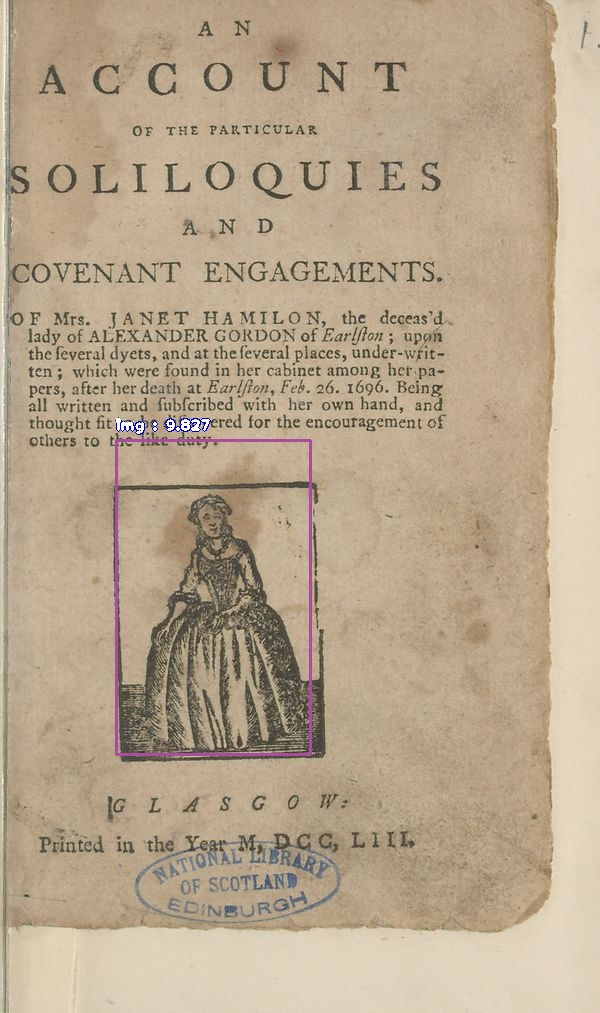 1.
AN
ACCOUNT
OF THE PARTICULAR
SOLILOQUIES
AND
COVENANT ENGAGEMENTS.
OF Mrs. JANET HAMILON, the deceas'd
lady of ALEXANDER GORDON of Earlſton ; upon
the ſeveral dyets, and at the ſeveral places, under-writ-
ten ; which were found in her cabinet among her pa-
pers, after her death at Earlſton, Feb. 26. 1696. Being
all written and ſubſcribed with her own hand, and
thought fit for the encouragement of
img : 9.827
others to the like duty.
GLASGOW:
Printed in the Year M, DCC, LIII.
NATIONAL LIBRARY
OF SCOTLAND
EDINBURGH